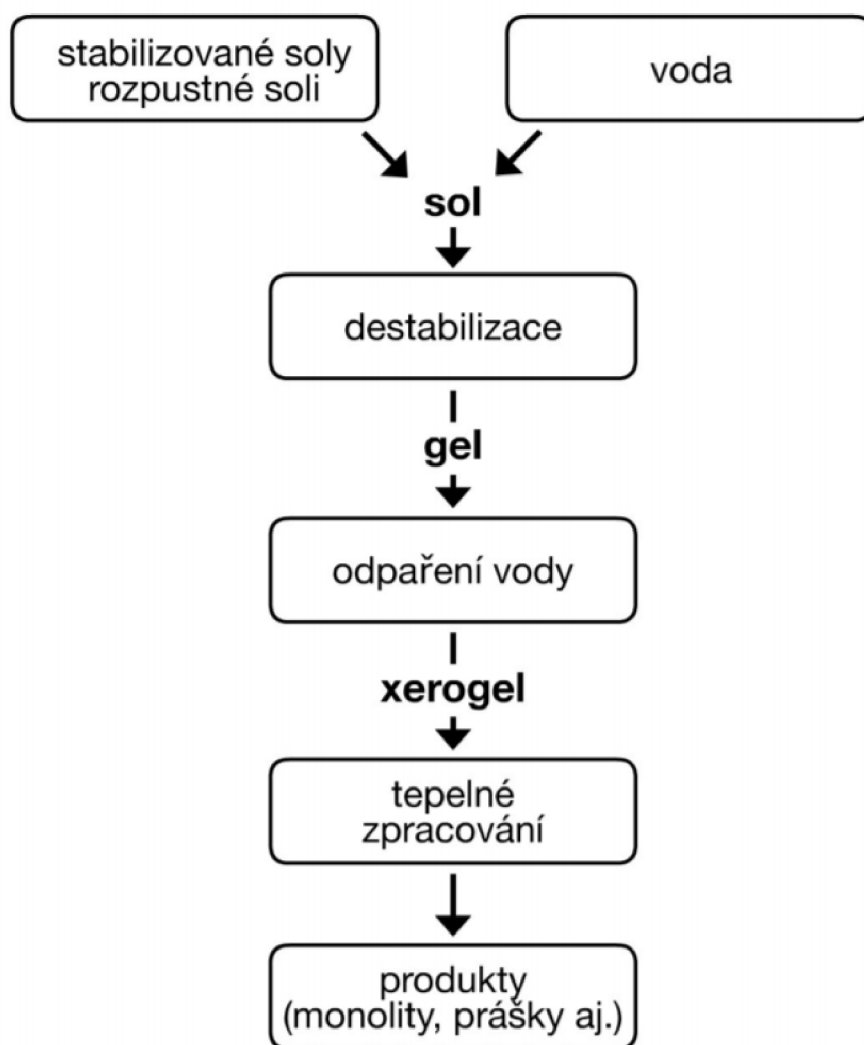 stabilizované soly
rozpustné soli
voda
sol
destabilizace
gel
odpaření vody
xerogel
tepelné
zpracování
produkty
(monolity, prášky aj.)